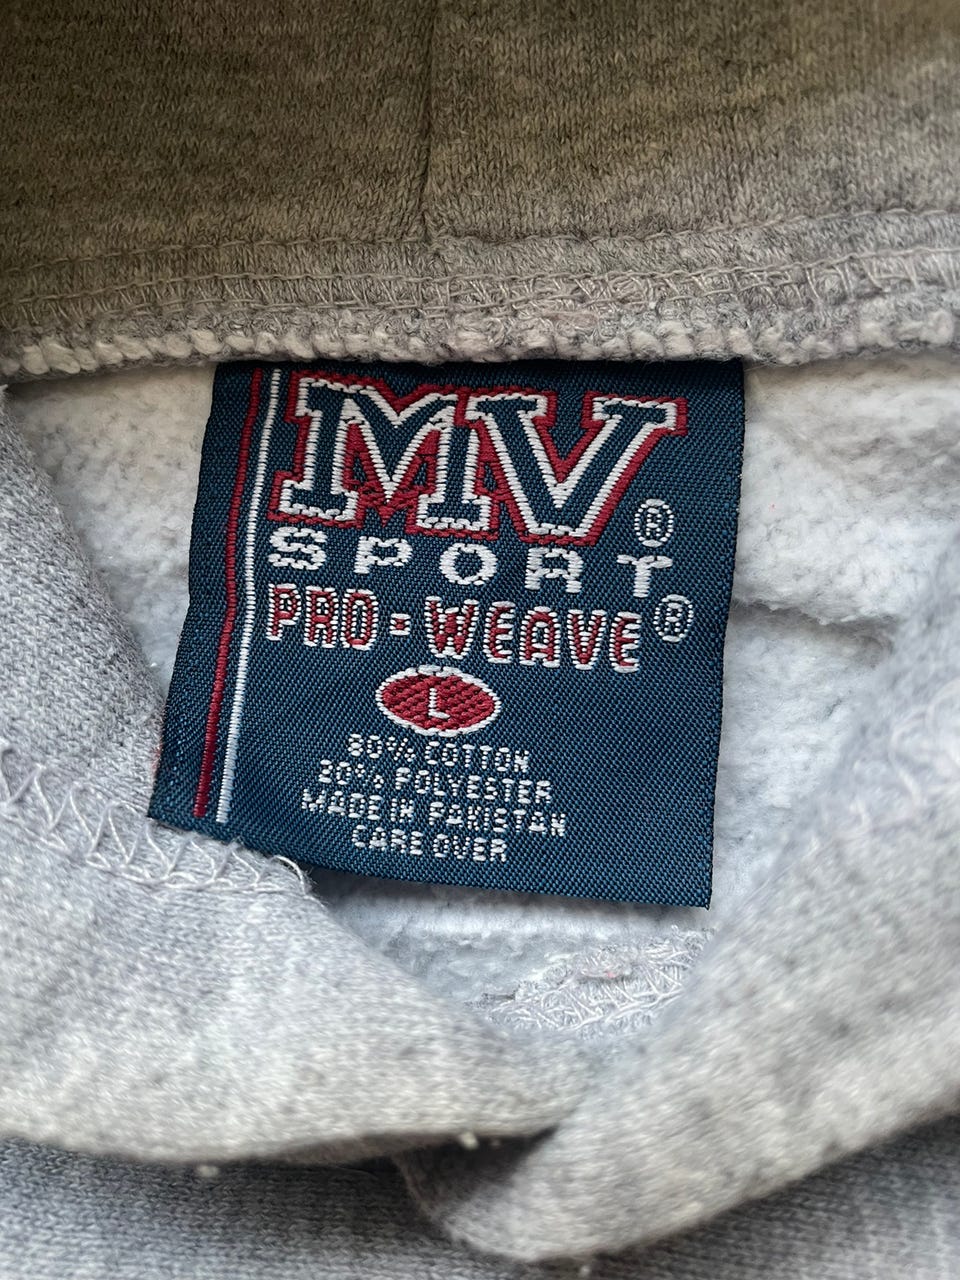 MV®
SPORT
PRO-WEAVE®
L
80% COTTON
20% POLYESTER
MADE IN PAKISTAN
CARE OVER